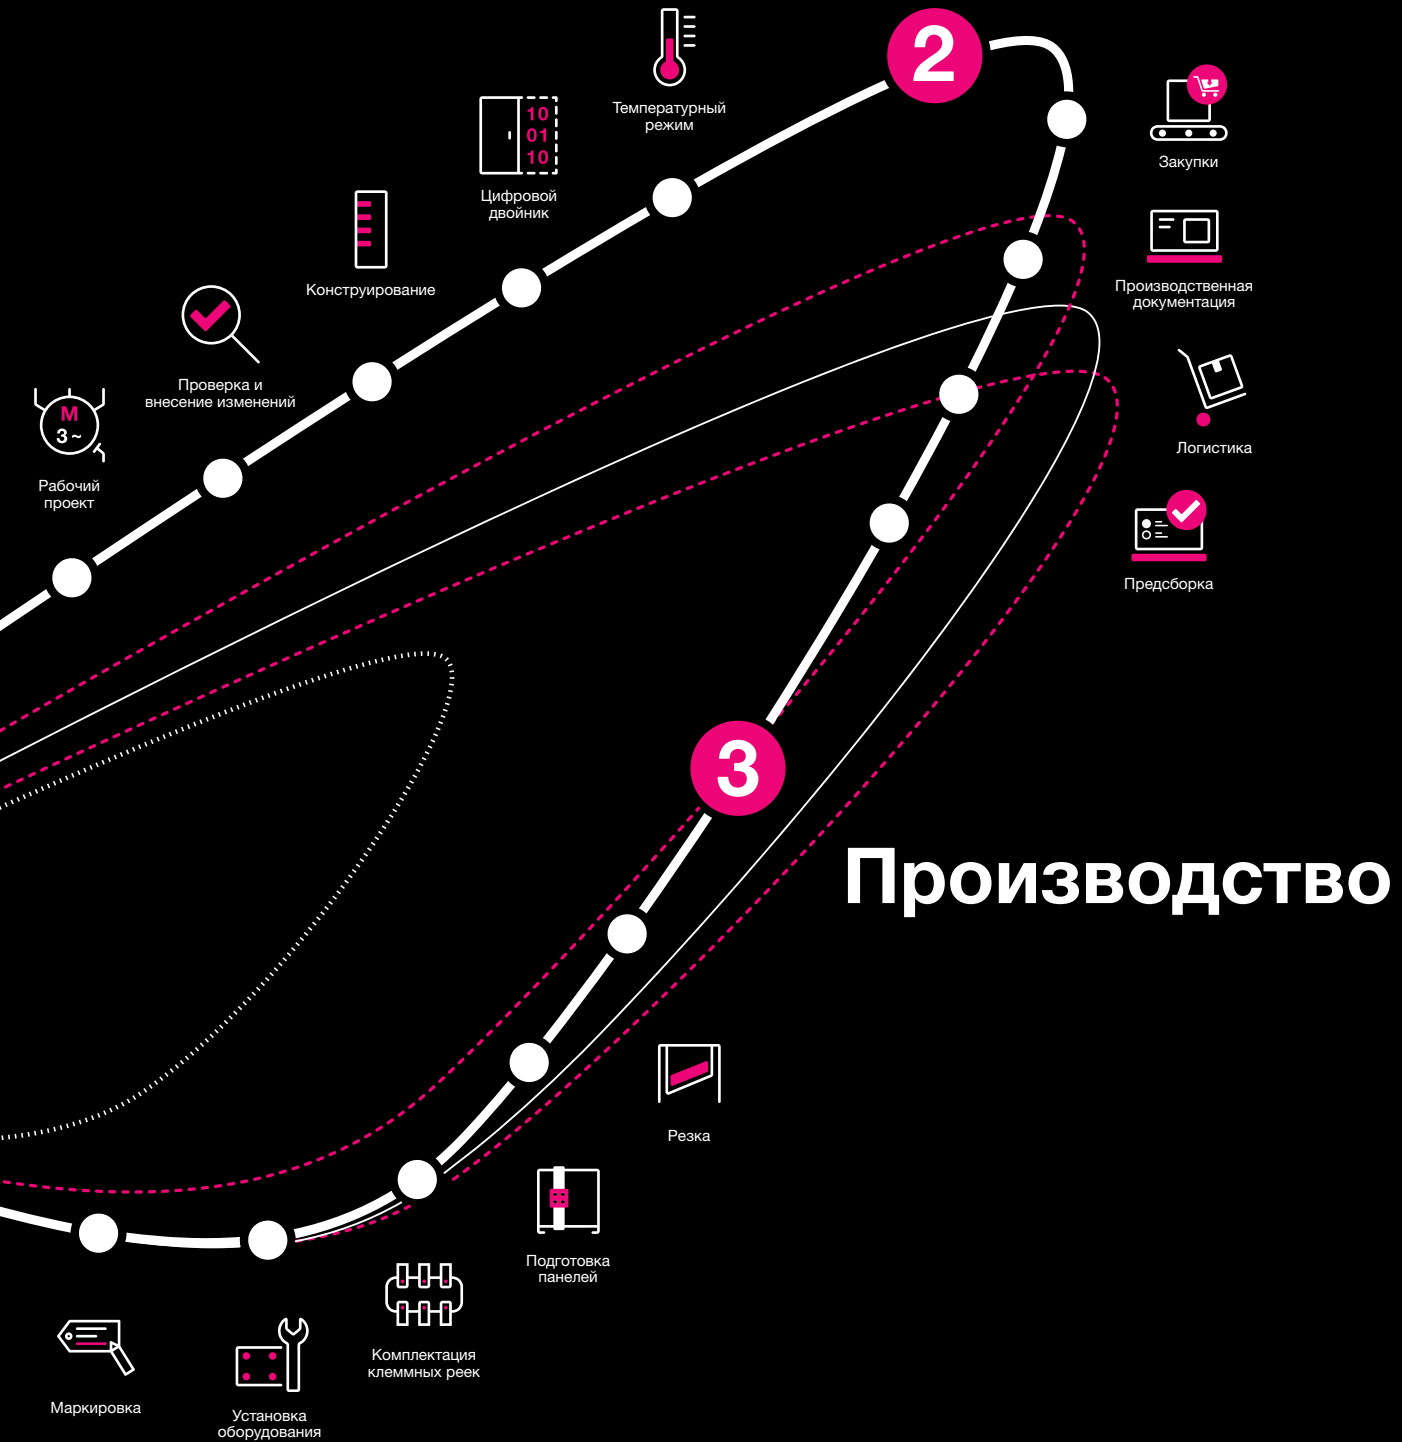 2
Температурный
режим
10
01
10
Цифровой
двойник
Закупки
Конструирование
Производственная
документация
Проверка и
внесение изменений
M
3~
Рабочий
проект
Логистика
Предсборка
3
Производство
Резка
Подготовка
панелей
Комплектация
клеммных реек
Маркировка
Установка
оборудования